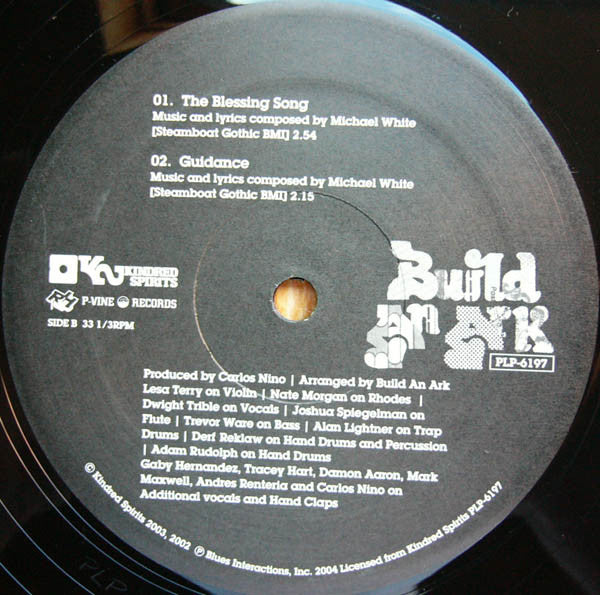 01. The Blessing Song
Music and lyrics composed by Michael White
[Steamboat Gothic BMI] 2.54
02. Guidance
Music and lyrics composed by Michael White
[Steamboat Gothic BMI] 2.15
KINDRED
SPIRITS
P-VINE RECORDS
SIDE B 33 1/3RPM
Build
An Ark
PLP-6197
Produced by Carlos Nino | Arranged by Build An Ark
Lesa Terry on Violin | Nate Morgan on Rhodes |
Dwight Trible on Vocals | Joshua Spiegelman on
Flute | Trevor Ware on Bass | Alan Lightner on Trap
Drums | Derf Reklaw on Hand Drums and Percussion
| Adam Rudolph on Hand Drums
Gaby Hernandez, Tracey Hart, Damon Aaron, Mark
Maxwell, Andres Renteria and Carlos Nino on
Additional vocals and Hand Claps
© Kindred Spirits 2003, 2002 ℗ Blues Interactions, Inc. 2004 Licensed from Kindred Spirits PLP-6197
PLP